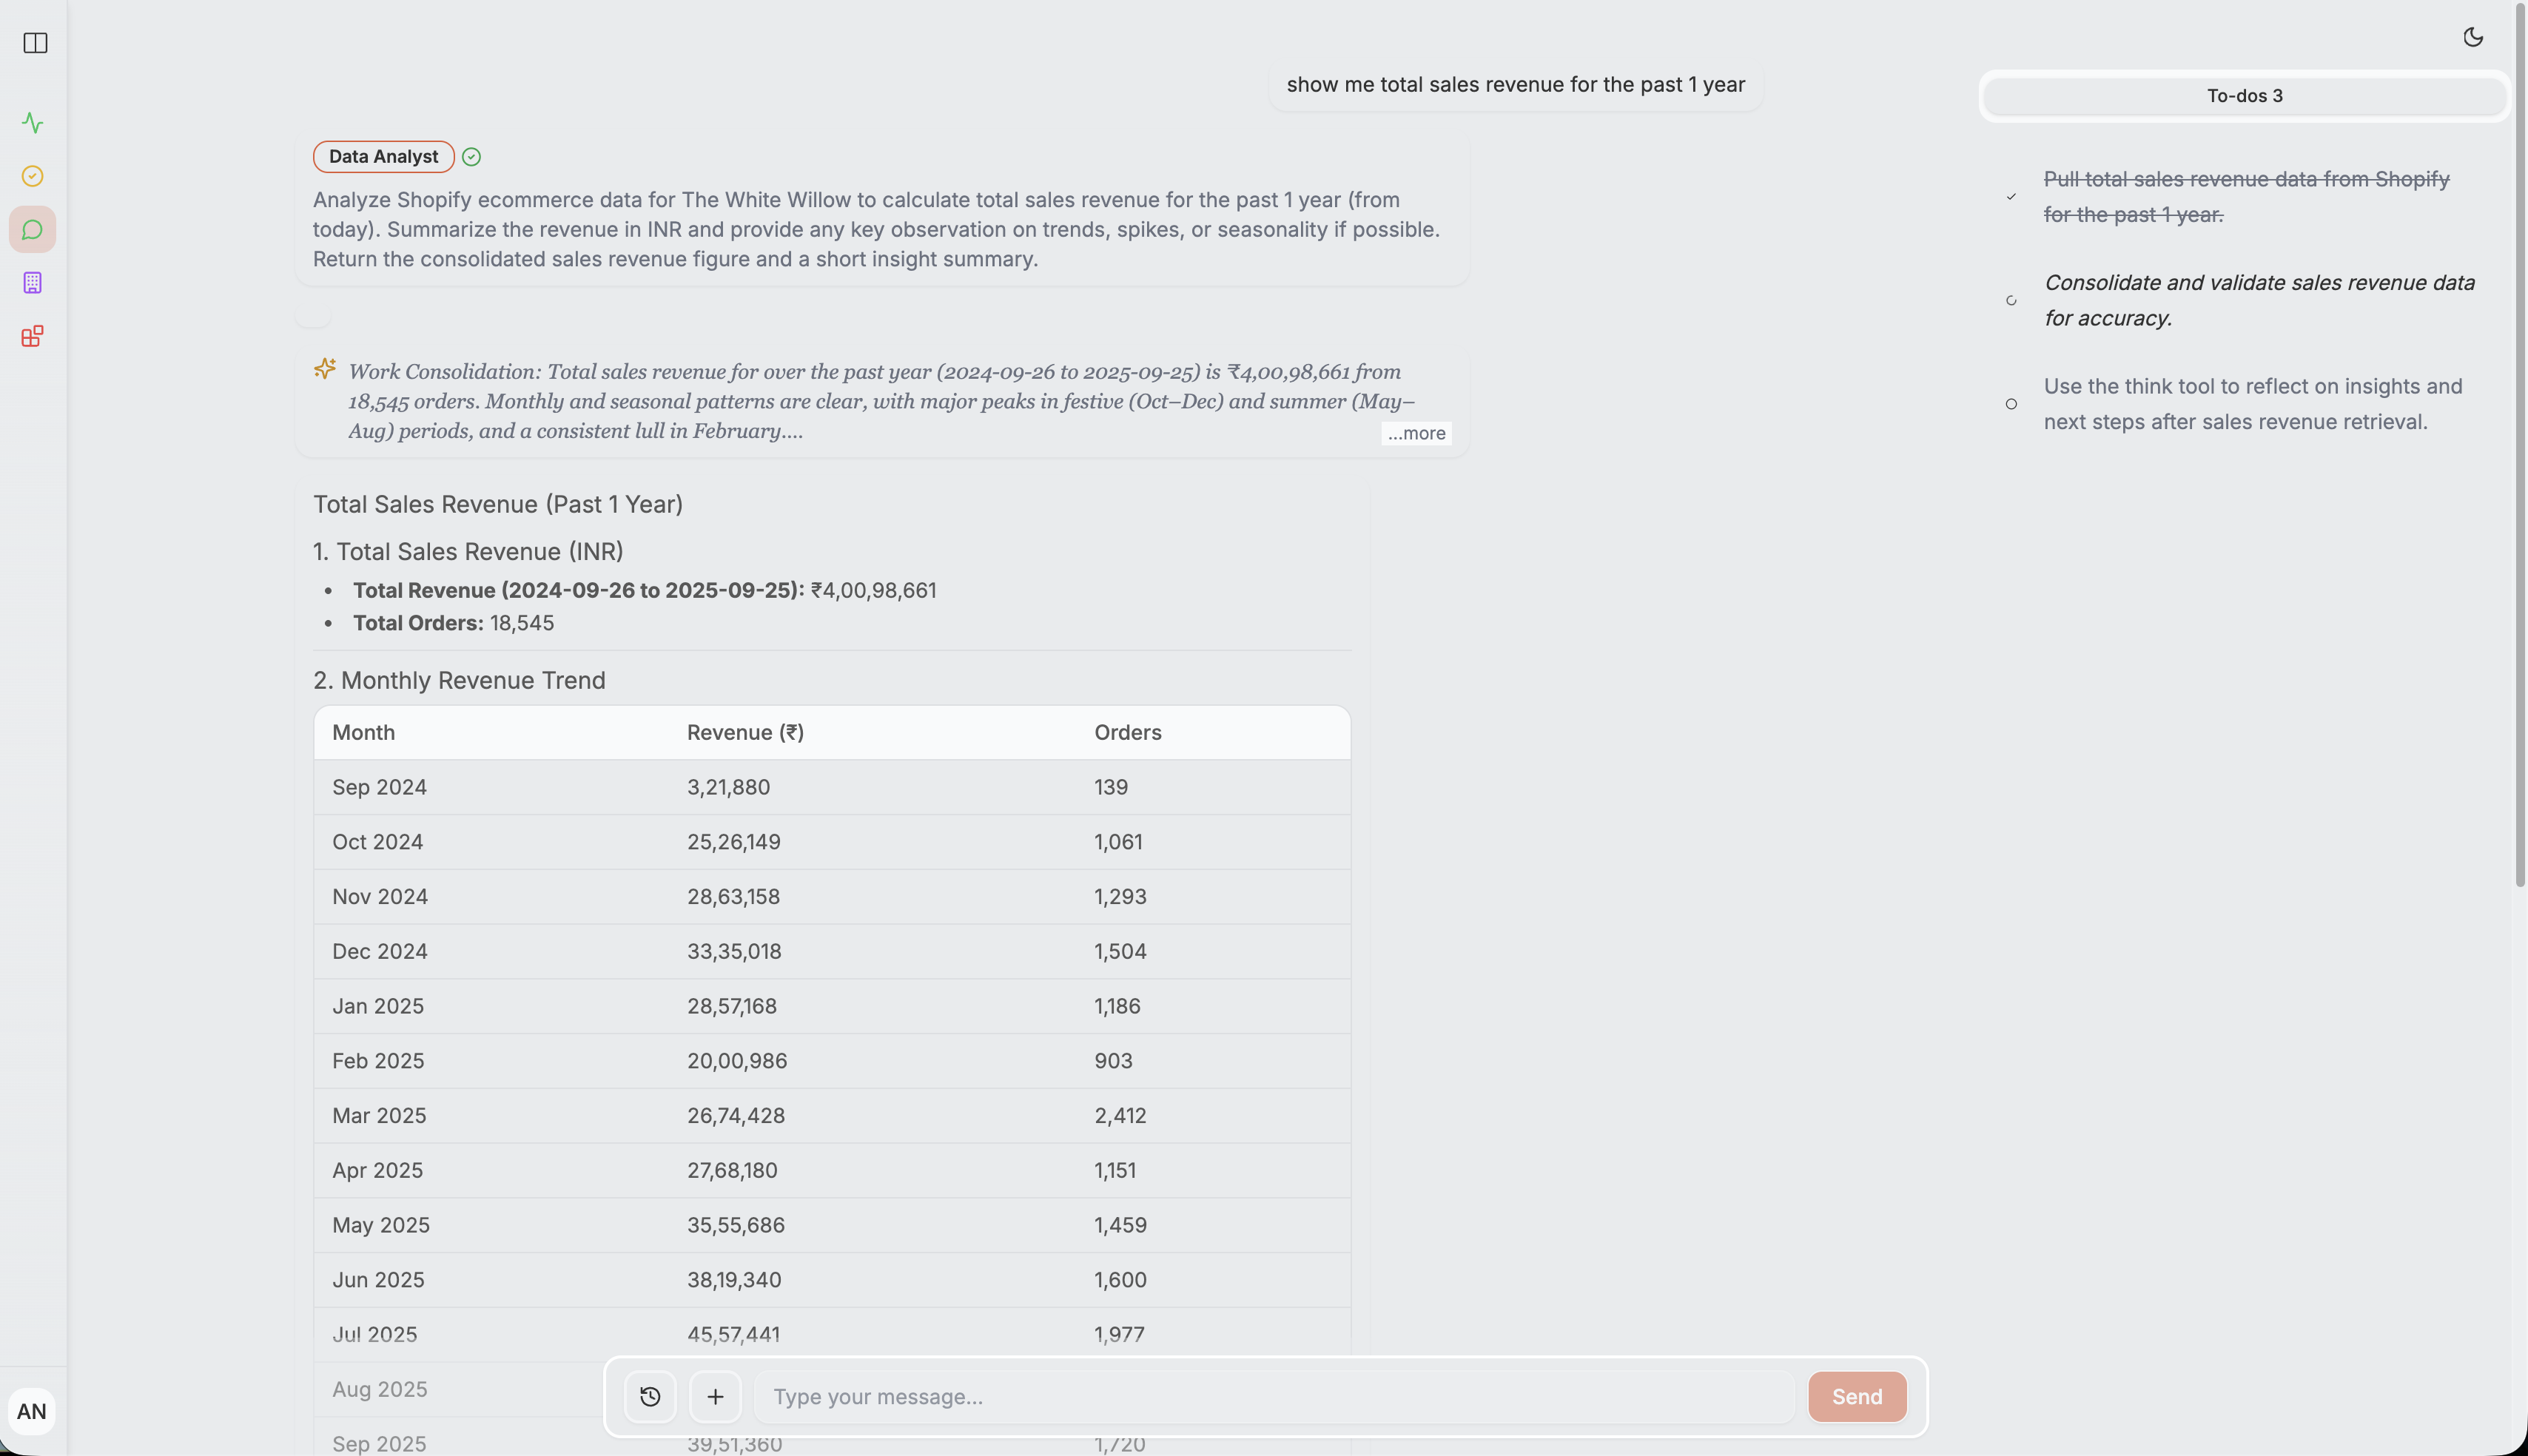 show me total sales revenue for the past 1 year
Data Analyst
Analyze Shopify ecommerce data for The White Willow to calculate total sales revenue for the past 1 year (from
today). Summarize the revenue in INR and provide any key observation on trends, spikes, or seasonality if possible.
Return the consolidated sales revenue figure and a short insight summary.
Work Consolidation: Total sales revenue for over the past year (2024-09-26 to 2025-09-25) is ₹4,00,98,661 from
18,545 orders. Monthly and seasonal patterns are clear, with major peaks in festive (Oct–Dec) and summer (May–
Aug) periods, and a consistent lull in February....
...more
Total Sales Revenue (Past 1 Year)
1. Total Sales Revenue (INR)
• Total Revenue (2024-09-26 to 2025-09-25): ₹4,00,98,661
• Total Orders: 18,545
2. Monthly Revenue Trend
Month Revenue (₹) Orders
Sep 2024 3,21,880 139
Oct 2024 25,26,149 1,061
Nov 2024 28,63,158 1,293
Dec 2024 33,35,018 1,504
Jan 2025 28,57,168 1,186
Feb 2025 20,00,986 903
Mar 2025 26,74,428 2,412
Apr 2025 27,68,180 1,151
May 2025 35,55,686 1,459
Jun 2025 38,19,340 1,600
Jul 2025 45,57,441 1,977
Aug 2025
Sep 2025 39,51,360 1,720
Type your message...
Send
AN
To-dos 3
Pull total sales revenue data from Shopify
for the past 1 year.
Consolidate and validate sales revenue data
for accuracy.
Use the think tool to reflect on insights and
next steps after sales revenue retrieval.